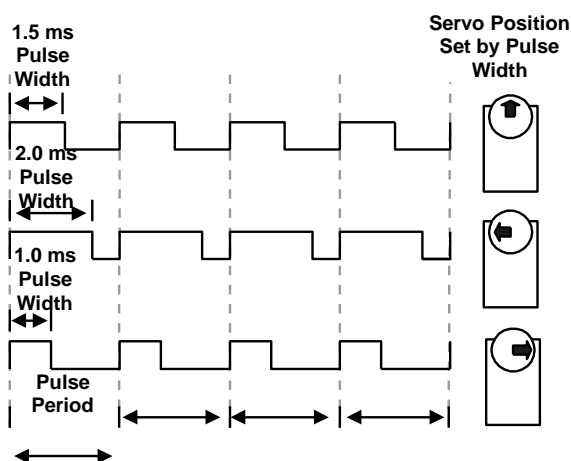 1.5 ms
Pulse
Width
Servo Position
Set by Pulse
Width
2.0 ms
Pulse
Width
1.0 ms
Pulse
Width
Pulse
Period